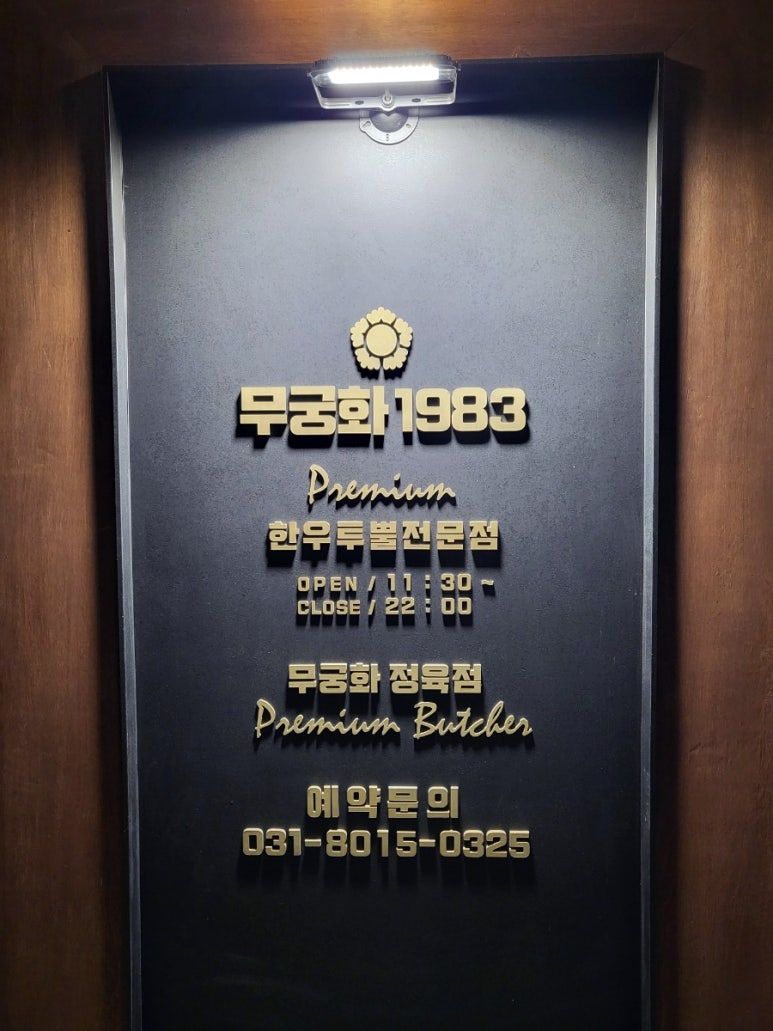 무궁화1983
Premium
한우투뿔전문점
OPEN / 11 : 30 ~
CLOSE / 22 : 00
무궁화 정육점
Premium Butcher
예약문의
031-8015-0325